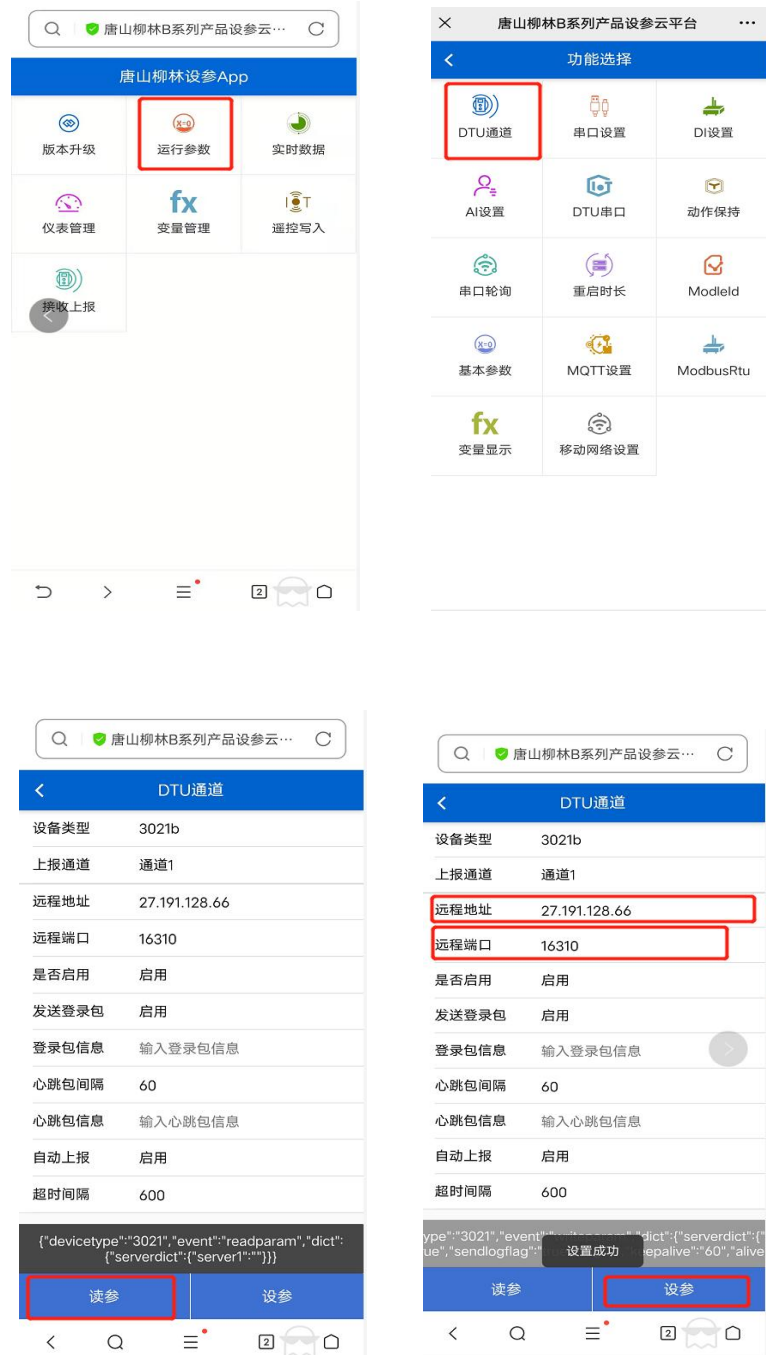 唐山柳林B系列产品设参云…
唐山柳林设参App
版本升级
运行参数
实时数据
仪表管理
fx
变量管理
遥控写入
接收上报
2
唐山柳林B系列产品设参云平台
功能选择
DTU通道
串口设置
DI设置
AI设置
DTU串口
动作保持
串口轮询
重启时长
ModleId
基本参数
MQTT设置
ModbusRtu
fx
变量显示
移动网络设置
唐山柳林B系列产品设参云…
DTU通道
设备类型 3021b
上报通道 通道1
远程地址 27.191.128.66
远程端口 16310
是否启用 启用
发送登录包 启用
登录包信息 输入登录包信息
心跳包间隔 60
心跳包信息 输入心跳包信息
自动上报 启用
超时间隔 600
{"devicetype":"3021","event":"readparam","dict":
{"serverdict":{"server1":""}}}
读参 设参
2
唐山柳林B系列产品设参云…
DTU通道
设备类型 3021b
上报通道 通道1
远程地址 27.191.128.66
远程端口 16310
是否启用 启用
发送登录包 启用
登录包信息 输入登录包信息
心跳包间隔 60
心跳包信息 输入心跳包信息
自动上报 启用
超时间隔 600
ype":"3021","event" dict":{"serverdict":{"
ue","sendlogflag":" epalive":"60","alive
设置成功
读参 设参
2